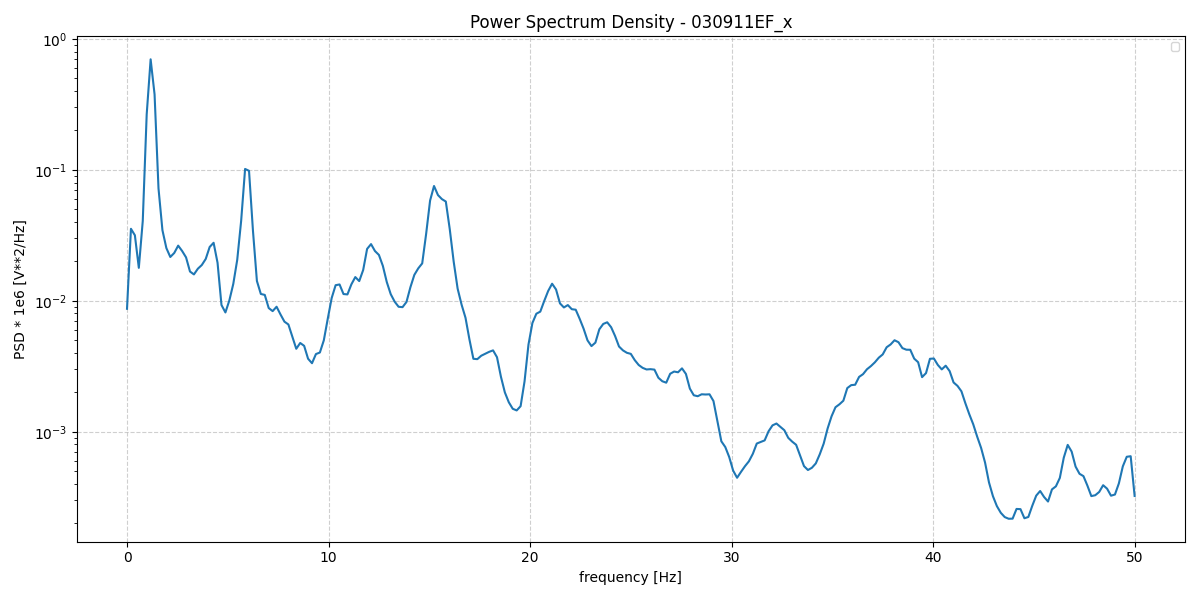 Power Spectrum Density - 030911EF_x
10⁰
10⁻¹
10⁻²
10⁻³
PSD * 1e6 [V**2/Hz]
0 10 20 30 40 50
frequency [Hz]